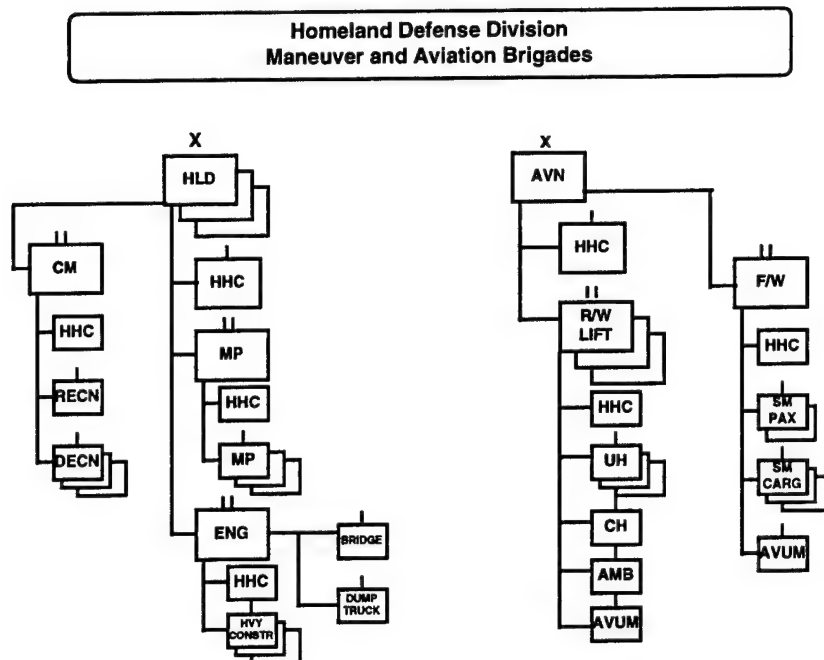 Homeland Defense Division
Maneuver and Aviation Brigades
X
HLD
II
CM
HHC
I
RECN
I
DECN
I
HHC
II
MP
HHC
I
MP
II
ENG
I
BRIDGE
I
DUMP
TRUCK
HHC
HVY
CONSTR
X
AVN
I
HHC
II
R/W
LIFT
HHC
I
UH
CH
AMB
AVUM
II
F/W
HHC
I
SM
PAX
I
SM
CARG
I
AVUM